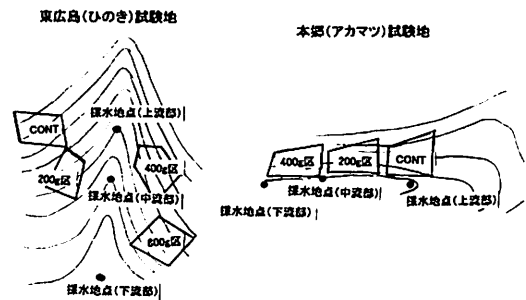 東広島(ひのき)試験地
本郷(アカマツ)試験地
CONT
採水地点(上流部)
200g区
400g区
採水地点(中流部)
800g区
採水地点(下流部)
400g区
200g区
CONT
採水地点(中流部)
採水地点(上流部)
採水地点(下流部)